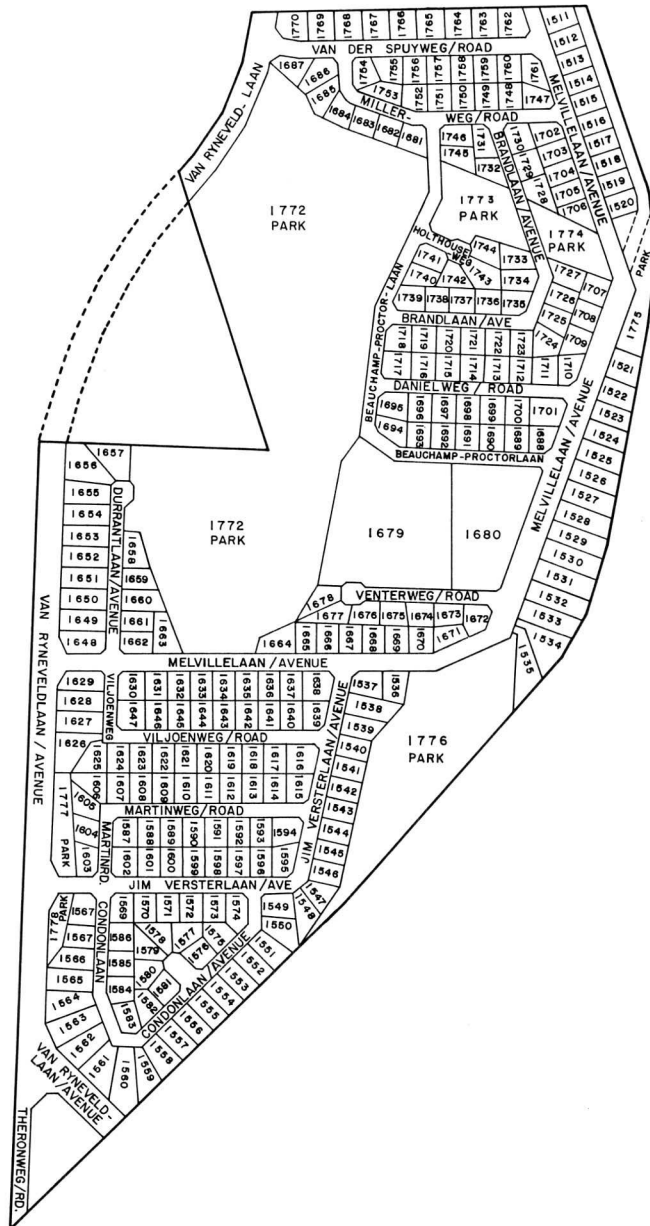 1770 1769 1768 1767 1766 1765 1764 1763 1762
VAN DER SPUYWEG/ROAD
1511
1512
1513
1514
1515
1516
1517
1518
1519
1520
MELVILLELAAN/AVENUE
1754 1755 1756 1757 1758 1759 1760 1761
1753 1752 1751 1750 1749 1748 1747
1687
1686
1685
1684 1683 1682 1681
MILLER-
WEG/ROAD
VAN RYNEVELD-LAAN
1746 1731
1745 1732
1730 1702
1729 1703
1728 1704
1705
1706
BRANDLAAN/AVENUE
1772
PARK
1773
PARK
1774
PARK
HOLTHOUSE
WEG
1744 1733
1741
1740 1742 1743 1734
1739 1738 1737 1736 1735
1727 1707
1726 1708
1725
1724 1709
PARK
1775
BRANDLAAN/AVE
BEAUCHAMP-PROCTOR-LAAN
1718 1719 1720 1721 1722 1723
1717 1716 1715 1714 1713 1712 1711 1710
DANIELWEG/ROAD
1695 1696 1697 1698 1699 1700 1701
1694 1693 1692 1691 1690 1689 1688
BEAUCHAMP-PROCTORLAAN
MELVILLELAAN/AVENUE
1521
1522
1523
1524
1525
1526
1527
1528
1529
1530
1531
1532
1533
1534
1535
1657
1656
1655
1654
1653
1652
1651
1650
1649
1648
DURRANTLAAN/AVENUE
1658
1659
1660
1661
1662 1663
1772
PARK
1679
1680
VENTERWEG/ROAD
1678
1677 1676 1675 1674 1673 1672
1664 1665 1666 1667 1668 1669 1670 1671
MELVILLELAAN/AVENUE
VAN RYNEVELDLAAN/AVENUE
1629
1628
1627
1626
VILJOENWEG
1630 1631 1632 1633 1634 1635 1636 1637 1638
1647 1646 1645 1644 1643 1642 1641 1640 1639
VILJOENWEG/ROAD
1537 1536
1538
1539
1540
1541
1542
1543
1544
1545
1546
1547
1548
JIM VERSTERLAAN/AVENUE
1776
PARK
1625 1624 1623 1622 1621 1620 1619 1618 1617 1616
1606 1607 1608 1609 1610 1611 1612 1613 1614 1615
1605
1604
1603
1777
PARK
MARTINWEG/ROAD
MARTINRD.
1587 1588 1589 1590 1591 1592 1593 1594
1602 1601 1600 1599 1598 1597 1596 1595
JIM VERSTERLAAN/AVE
1778
PARK
1567
1567
1566
1565
1564
1563
1562
1561
1560
1559
1558
1557
1556
1555
1554
1553
1552
1551
1550
1549
CONDONLAAN
1569 1570 1571 1572 1573 1574
1586 1578 1577 1575
1585 1579 1576
1584 1580 1581
1583 1582
CONDONLAAN/AVENUE
VAN RYNEVELD-
LAAN/AVENUE
THERONWEG/RD.